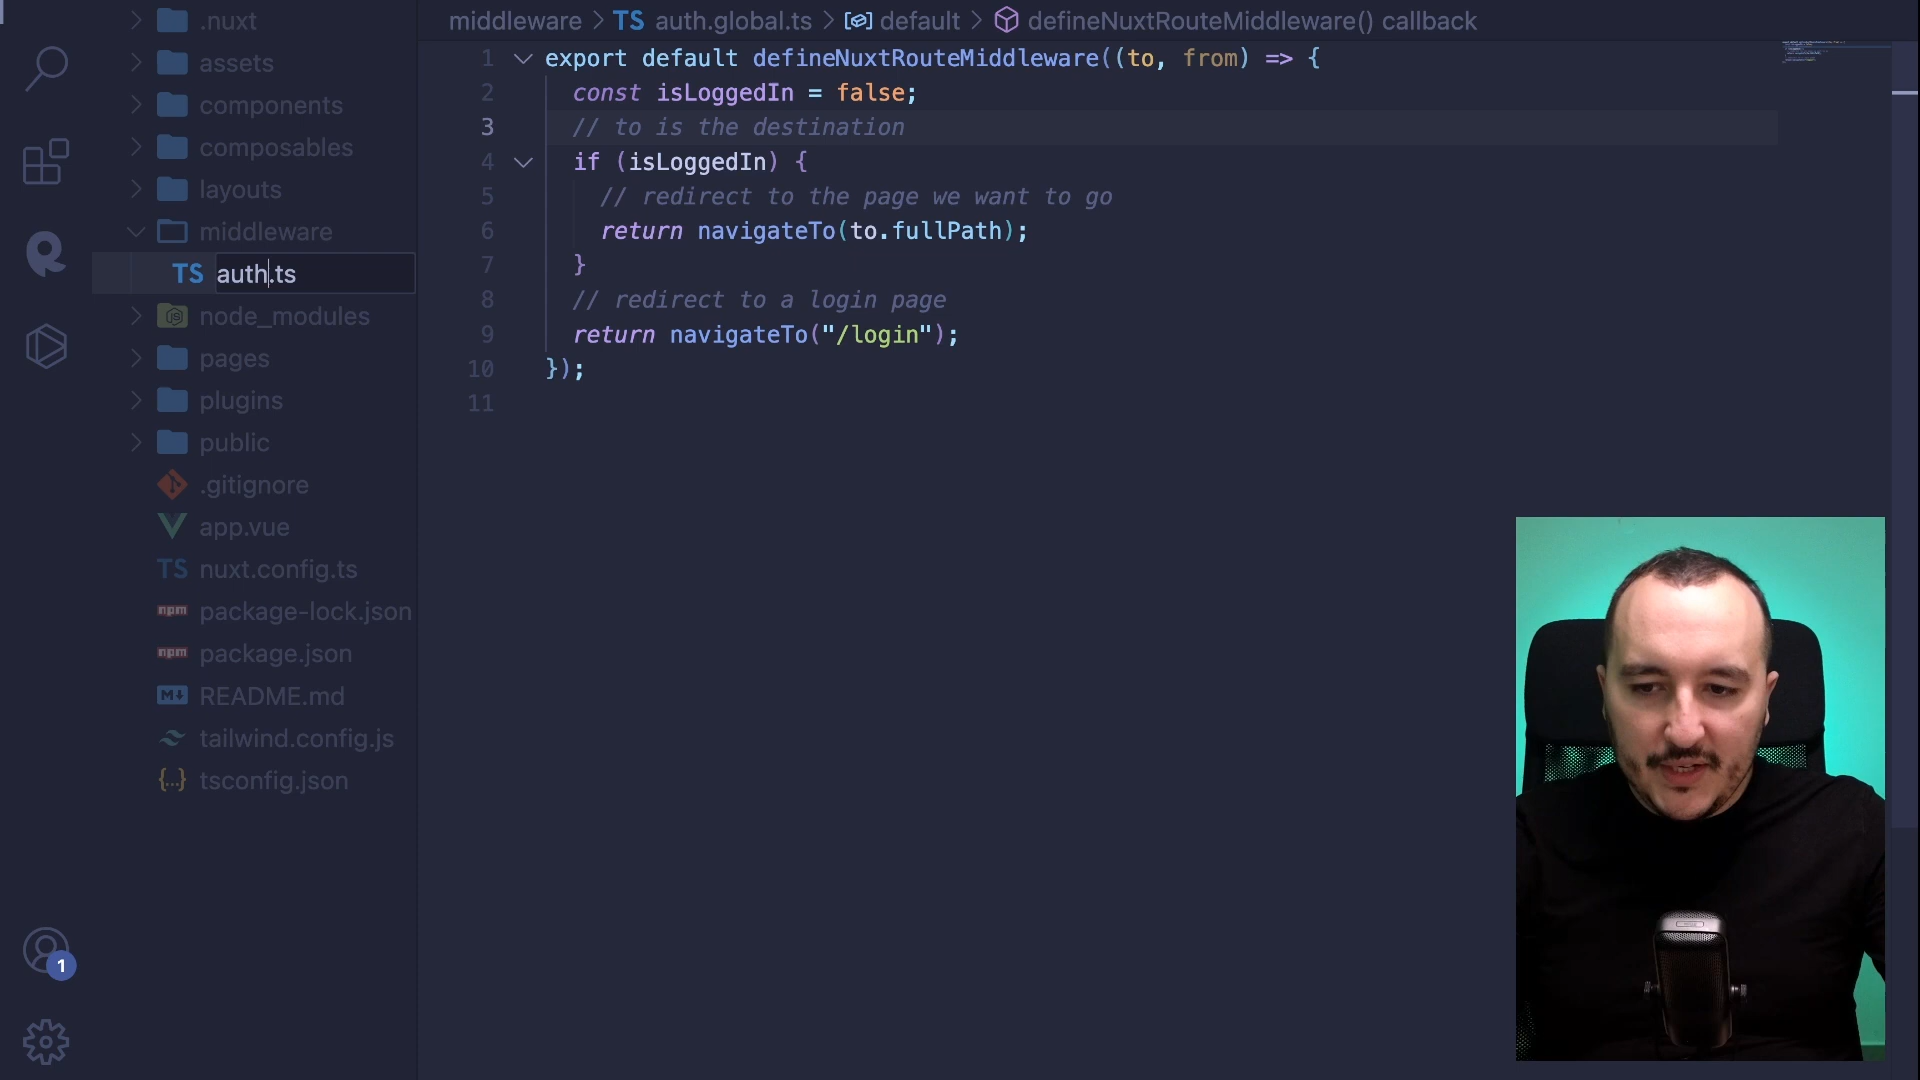 .nuxt
assets
components
composables
layouts
middleware
TS auth.ts
node_modules
pages
plugins
public
.gitignore
app.vue
TS nuxt.config.ts
npm package-lock.json
npm package.json
M↓ README.md
tailwind.config.js
{..} tsconfig.json
1
middleware > TS auth.global.ts > default > defineNuxtRouteMiddleware() callback
1 export default defineNuxtRouteMiddleware((to, from) => {
2 const isLoggedIn = false;
3 // to is the destination
4 if (isLoggedIn) {
5 // redirect to the page we want to go
6 return navigateTo(to.fullPath);
7 }
8 // redirect to a login page
9 return navigateTo("/login");
10 });
11